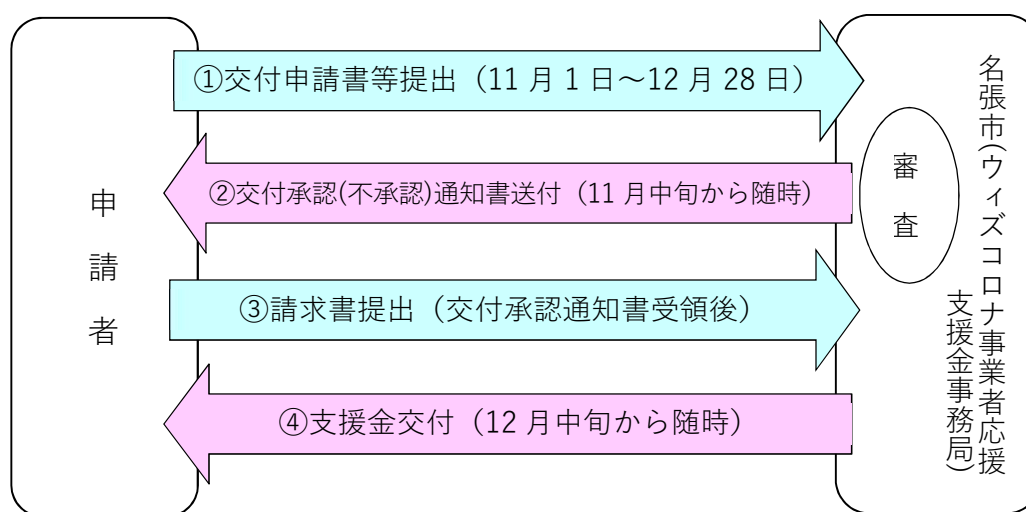 申請者
①交付申請書等提出（11 月 1 日～12 月 28 日）
②交付承認(不承認)通知書送付（11 月中旬から随時）
③請求書提出（交付承認通知書受領後）
④支援金交付（12 月中旬から随時）
審査
名張市(ウィズコロナ事業者応援
支援金事務局)